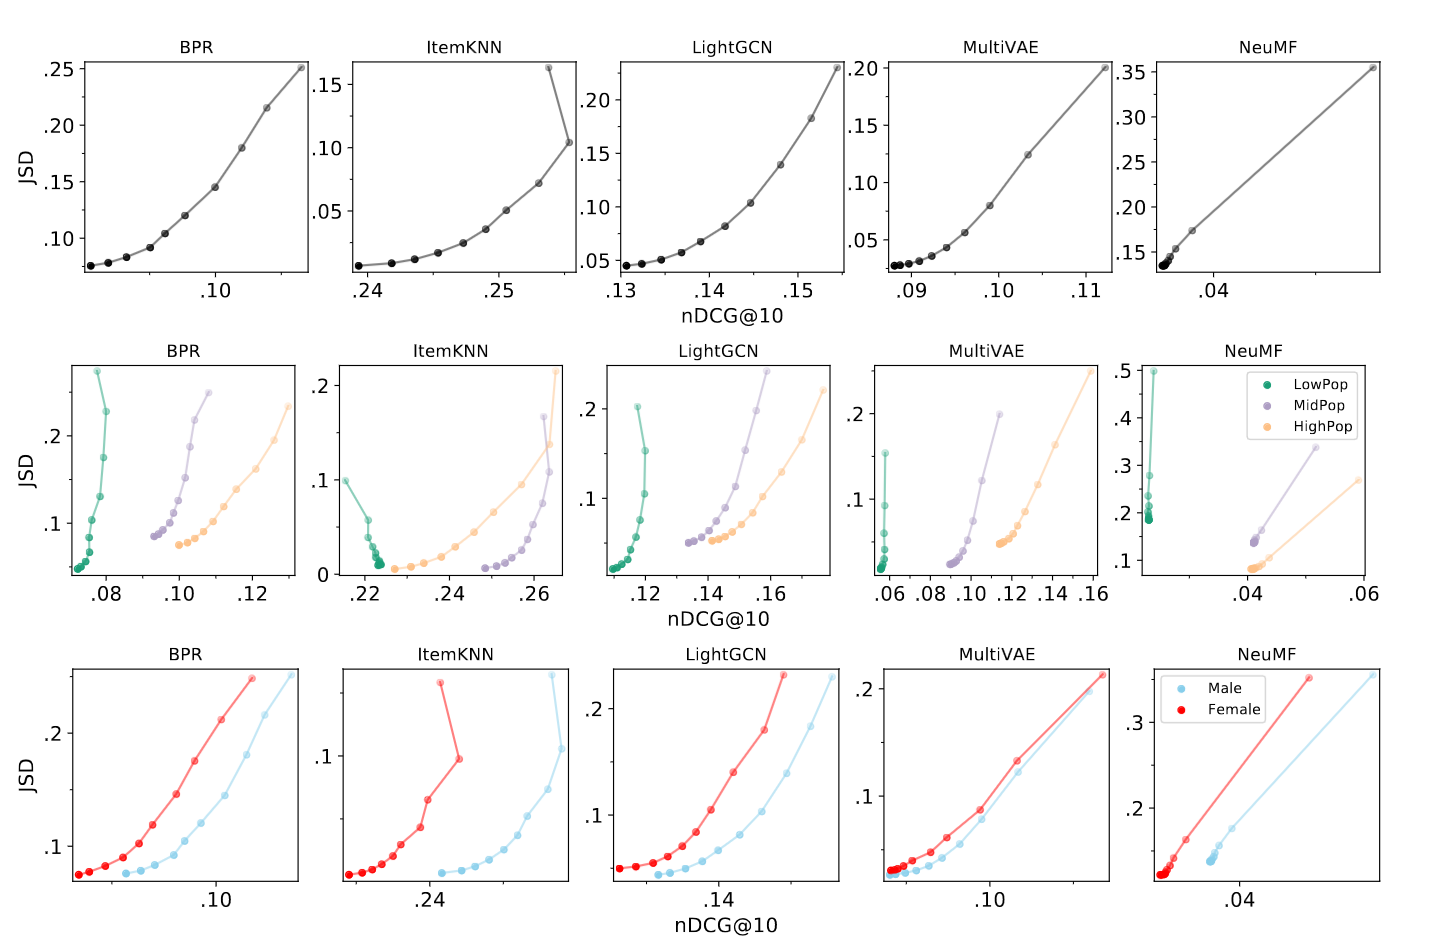 BPR ItemKNN LightGCN MultiVAE NeuMF
.25 .20 .15 .10
.15 .10 .05
.20 .15 .10 .05
.20 .15 .10 .05
.35 .30 .25 .20 .15
JSD
.10 .24 .25 .13 .14 .15 .09 .10 .11 .04
nDCG@10
BPR ItemKNN LightGCN MultiVAE NeuMF
.2 .1
.2 .1 0
.2 .1
.2 .1
.5 .4 .3 .2 .1
LowPop
MidPop
HighPop
JSD
.08 .10 .12 .22 .24 .26 .12 .14 .16 .06 .08 .10 .12 .14 .16 .04 .06
nDCG@10
BPR ItemKNN LightGCN MultiVAE NeuMF
.2 .1
.1
.2 .1
.2 .1
.3 .2
Male
Female
JSD
.10 .24 .14 .10 .04
nDCG@10